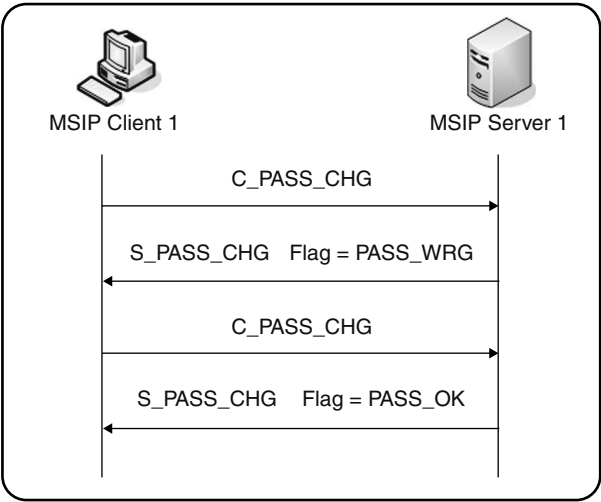 MSIP Client 1
MSIP Server 1
C_PASS_CHG
S_PASS_CHG Flag = PASS_WRG
C_PASS_CHG
S_PASS_CHG Flag = PASS_OK